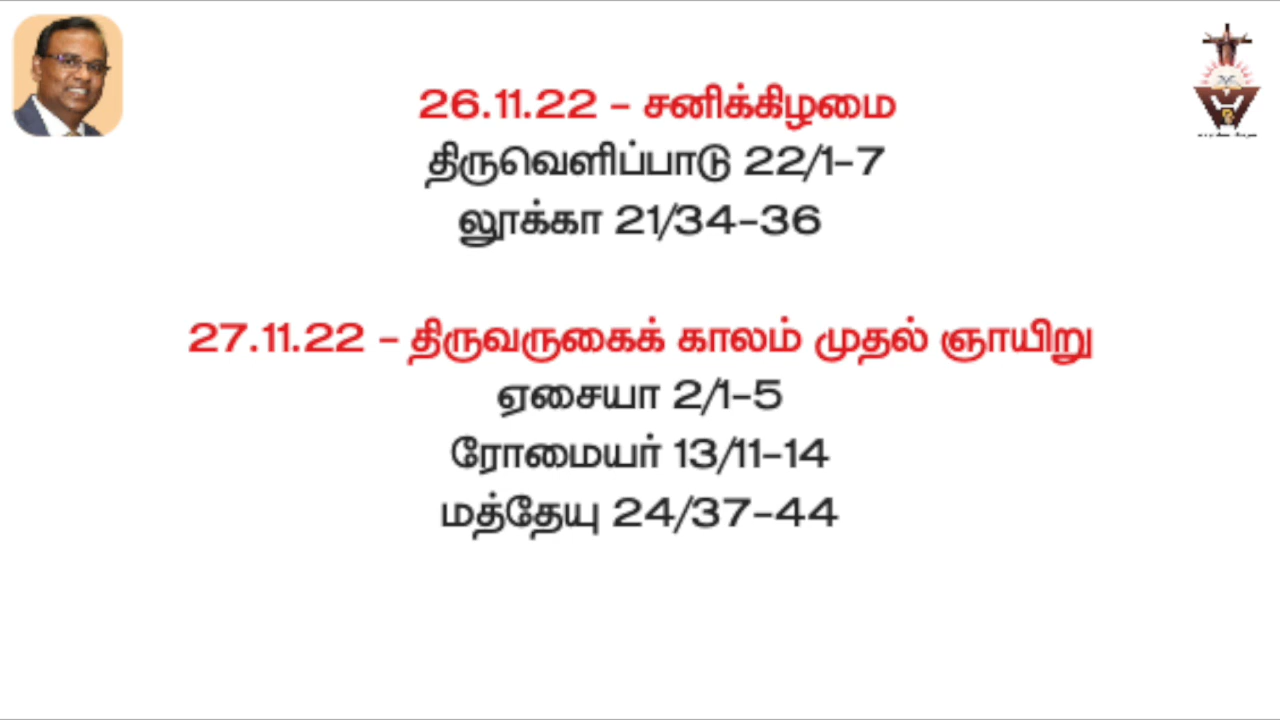 26.11.22 - சனிக்கிழமை
திருவெளிப்பாடு 22/1-7
லூக்கா 21/34-36
27.11.22 - திருவருகைக் காலம் முதல் ஞாயிறு
ஏசையா 2/1-5
ரோமையர் 13/11-14
மத்தேயு 24/37-44